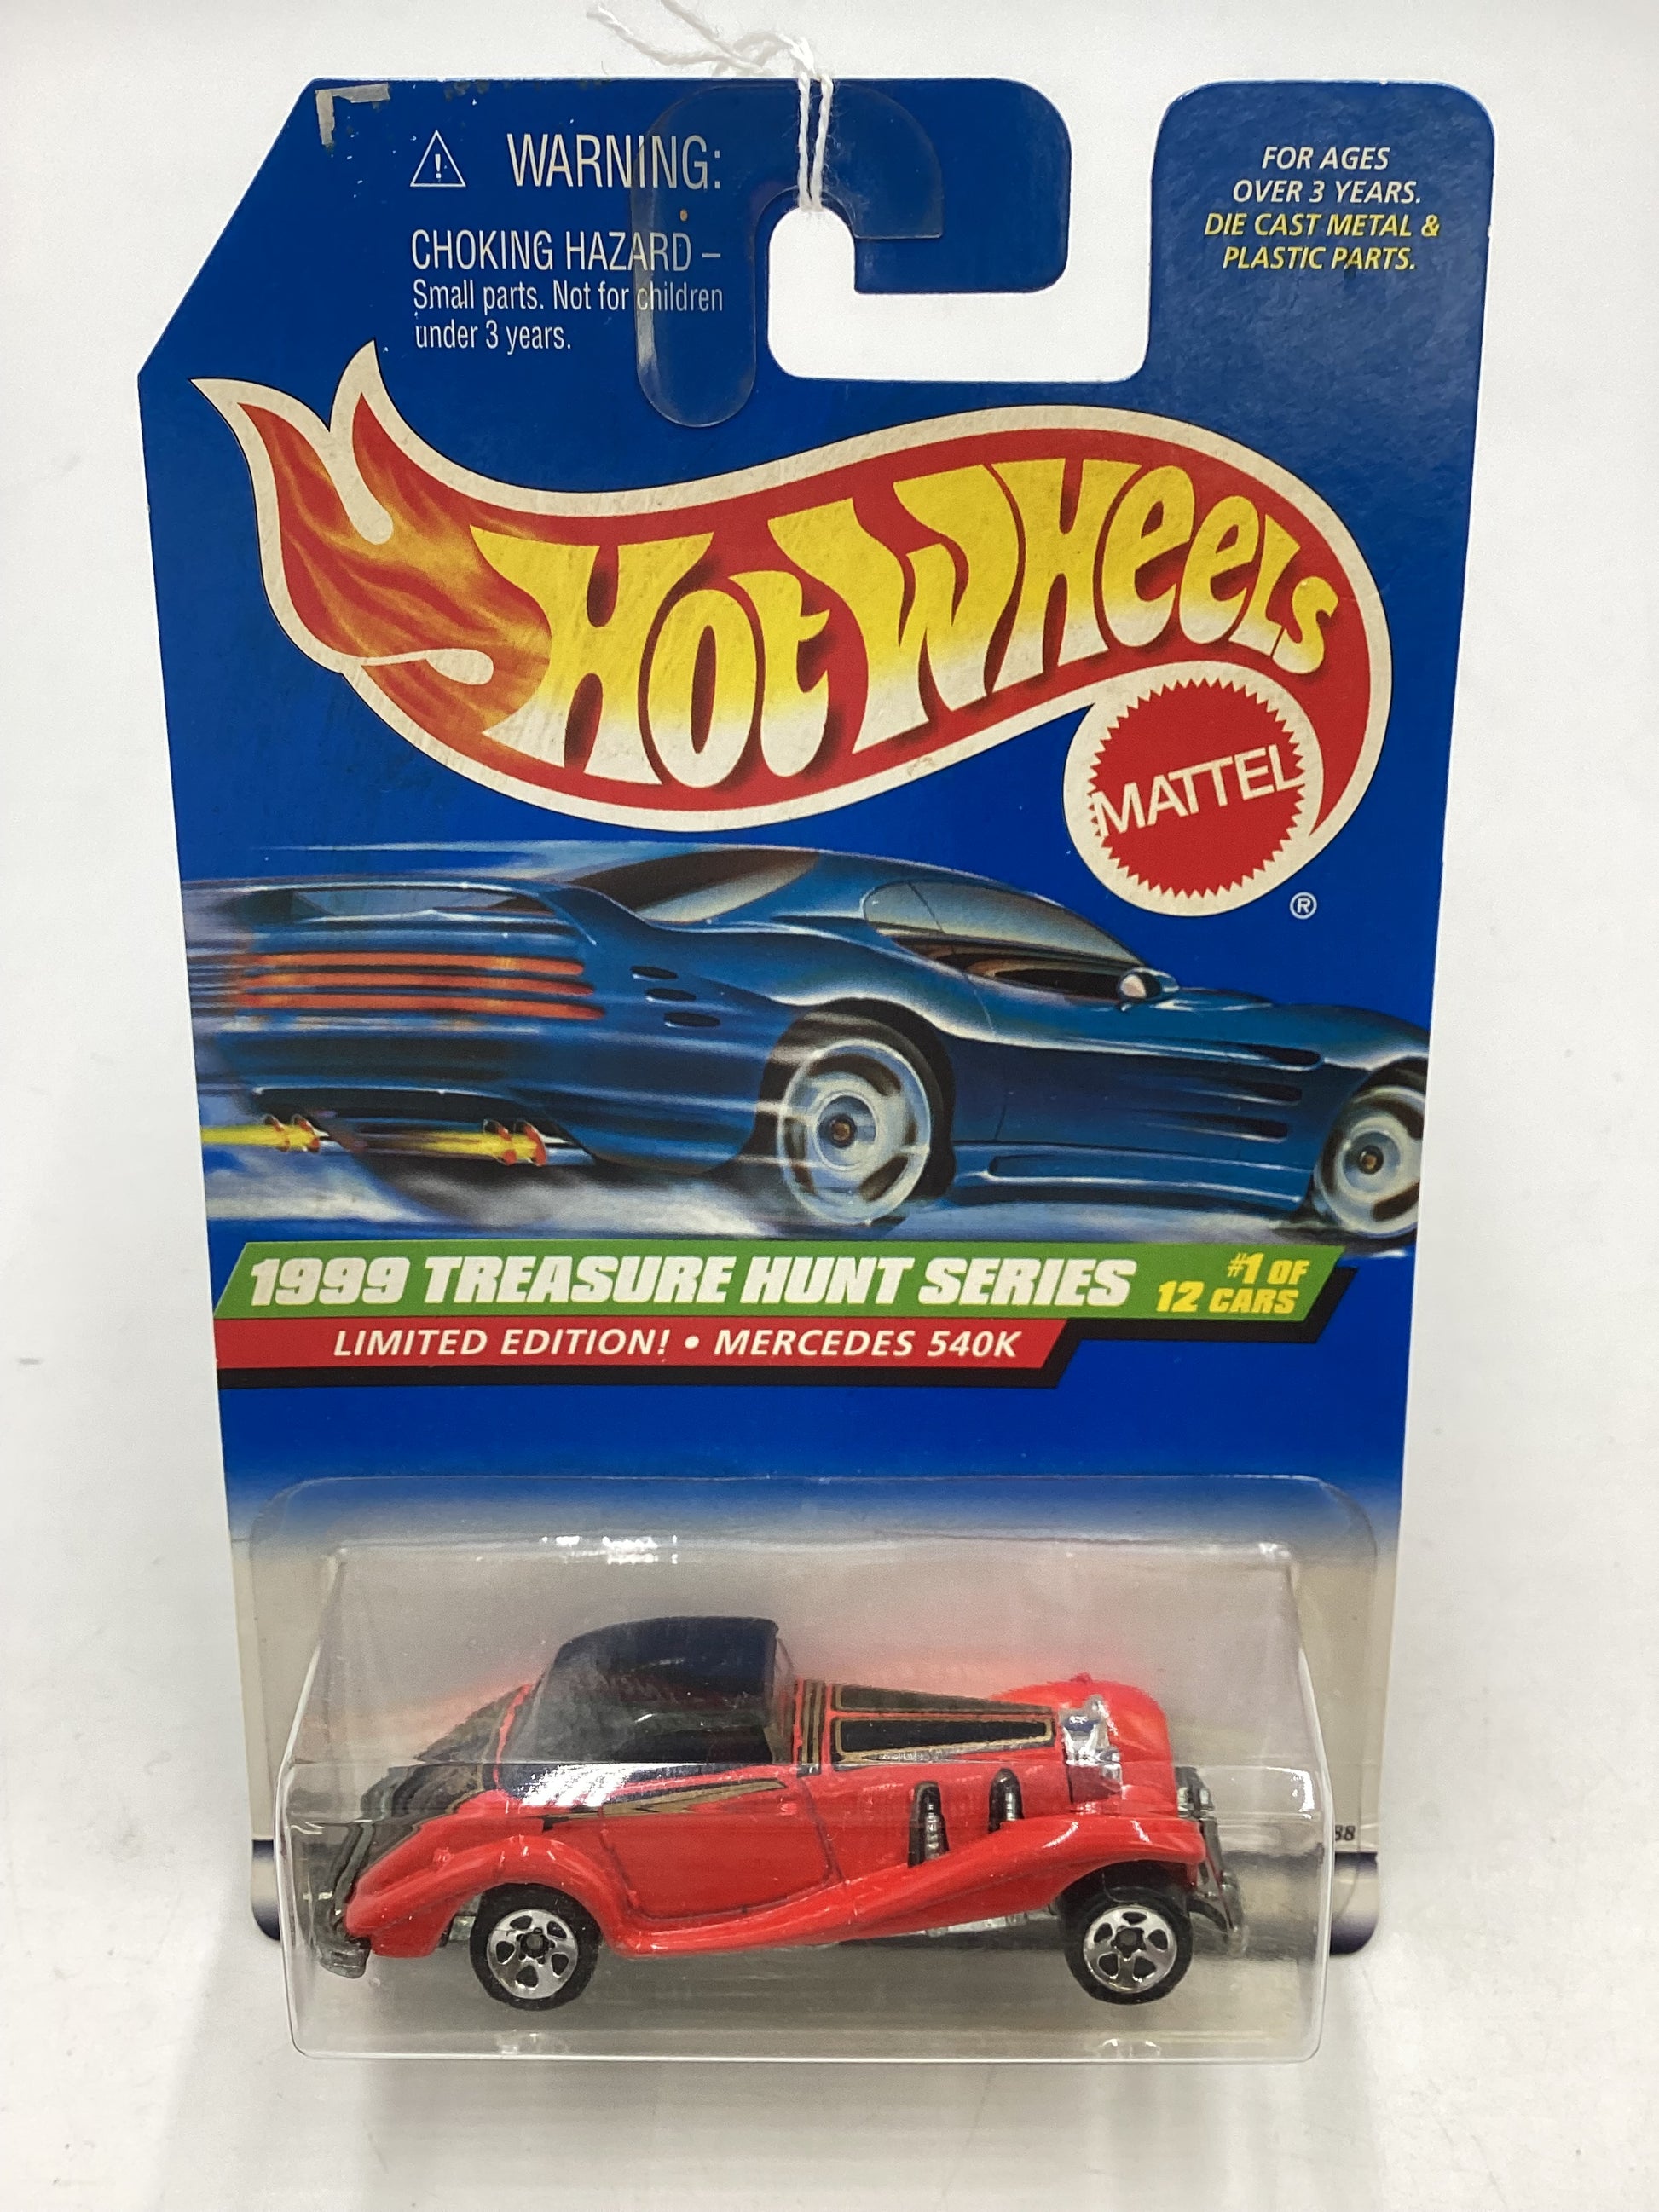 WARNING:
CHOKING HAZARD –
Small parts. Not for children
under 3 years.
FOR AGES
OVER 3 YEARS.
DIE CAST METAL &
PLASTIC PARTS.
Hot Wheels
MATTEL
®
1999 TREASURE HUNT SERIES
#1 OF
12 CARS
LIMITED EDITION! • MERCEDES 540K